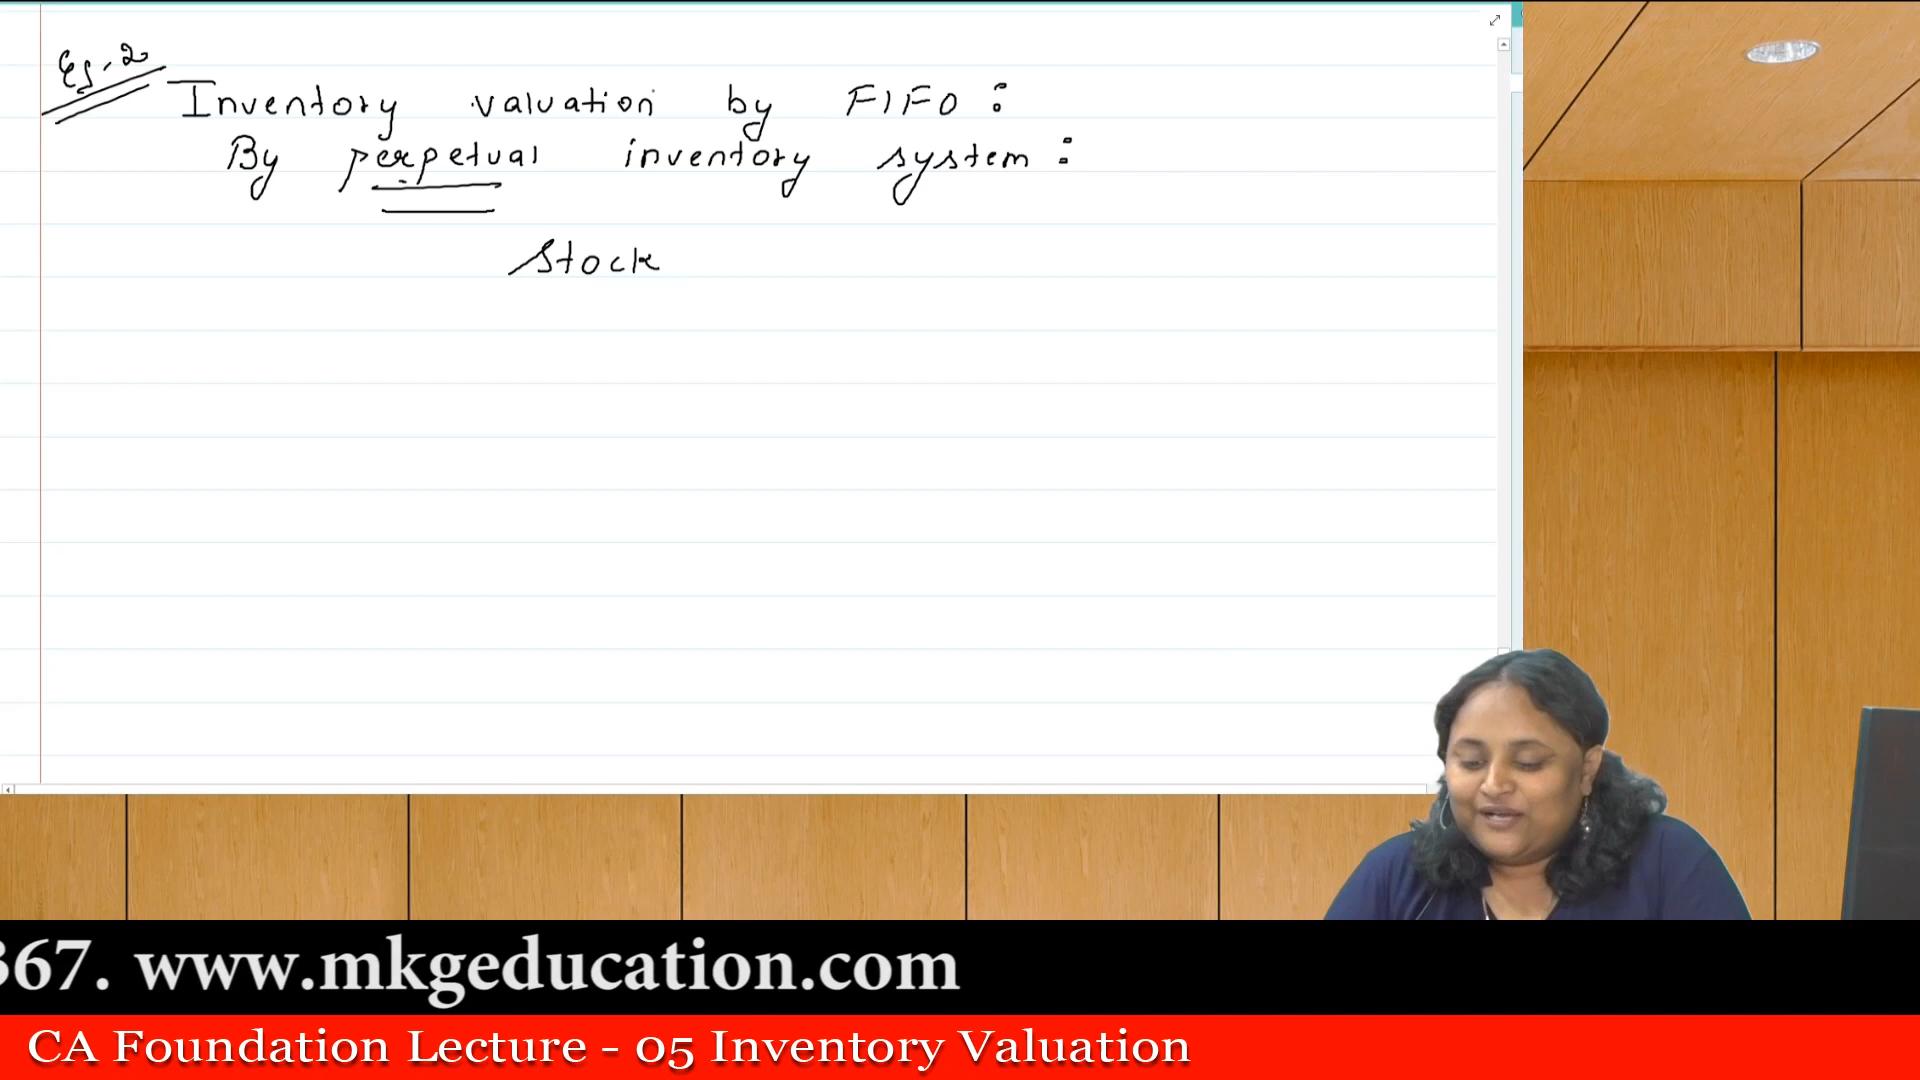 Eg. 2
Inventory valuation by FIFO :
By perpetual inventory system :
Stock
367. www.mkgeducation.com
CA Foundation Lecture - 05 Inventory Valuation